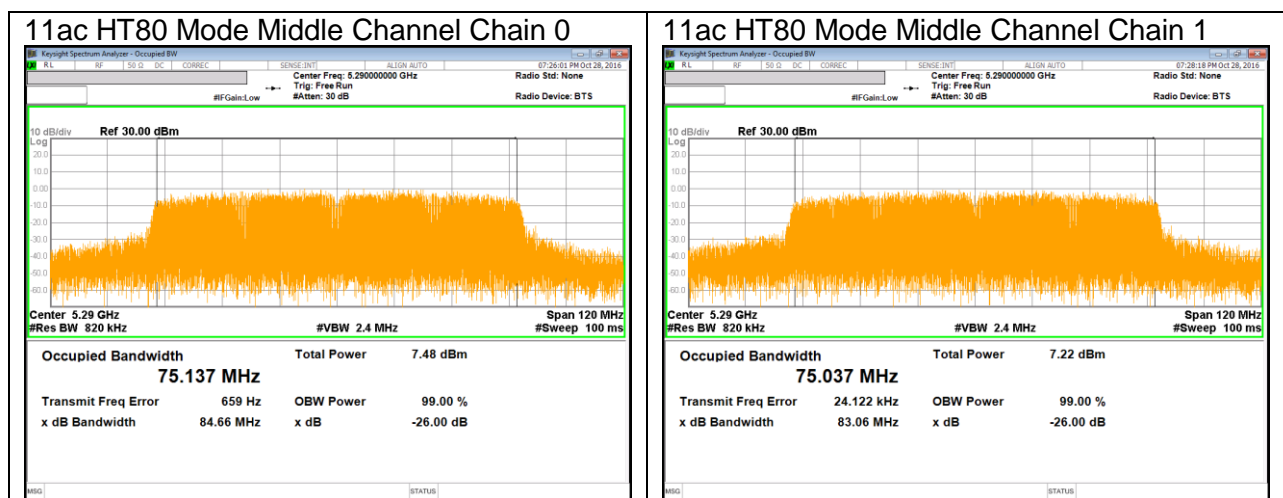 11ac HT80 Mode Middle Channel Chain 0
Keysight Spectrum Analyzer - Occupied BW
RL RF 50 Ω DC CORREC SENSE:INT ALIGN AUTO 07:26:01 PM Oct 28, 2016
Center Freq: 5.290000000 GHz Radio Std: None
Trig: Free Run
#IFGain:Low #Atten: 30 dB Radio Device: BTS
10 dB/div Ref 30.00 dBm
Log
20.0
10.0
0.00
-10.0
-20.0
-30.0
-40.0
-50.0
-60.0
Center 5.29 GHz Span 120 MHz
#Res BW 820 kHz #VBW 2.4 MHz #Sweep 100 ms
Occupied Bandwidth Total Power 7.48 dBm
75.137 MHz
Transmit Freq Error 659 Hz OBW Power 99.00 %
x dB Bandwidth 84.66 MHz x dB -26.00 dB
MSG STATUS
11ac HT80 Mode Middle Channel Chain 1
Keysight Spectrum Analyzer - Occupied BW
RL RF 50 Ω DC CORREC SENSE:INT ALIGN AUTO 07:28:18 PM Oct 28, 2016
Center Freq: 5.290000000 GHz Radio Std: None
Trig: Free Run
#IFGain:Low #Atten: 30 dB Radio Device: BTS
10 dB/div Ref 30.00 dBm
Log
20.0
10.0
0.00
-10.0
-20.0
-30.0
-40.0
-50.0
-60.0
Center 5.29 GHz Span 120 MHz
#Res BW 820 kHz #VBW 2.4 MHz #Sweep 100 ms
Occupied Bandwidth Total Power 7.22 dBm
75.037 MHz
Transmit Freq Error 24.122 kHz OBW Power 99.00 %
x dB Bandwidth 83.06 MHz x dB -26.00 dB
MSG STATUS